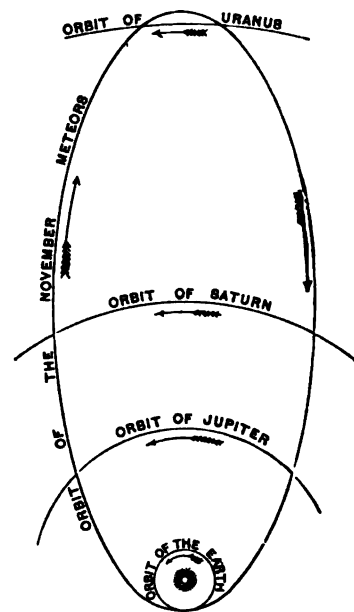 ORBIT OF URANUS
ORBIT OF THE NOVEMBER METEORS
ORBIT OF SATURN
ORBIT OF JUPITER
ORBIT OF THE EARTH